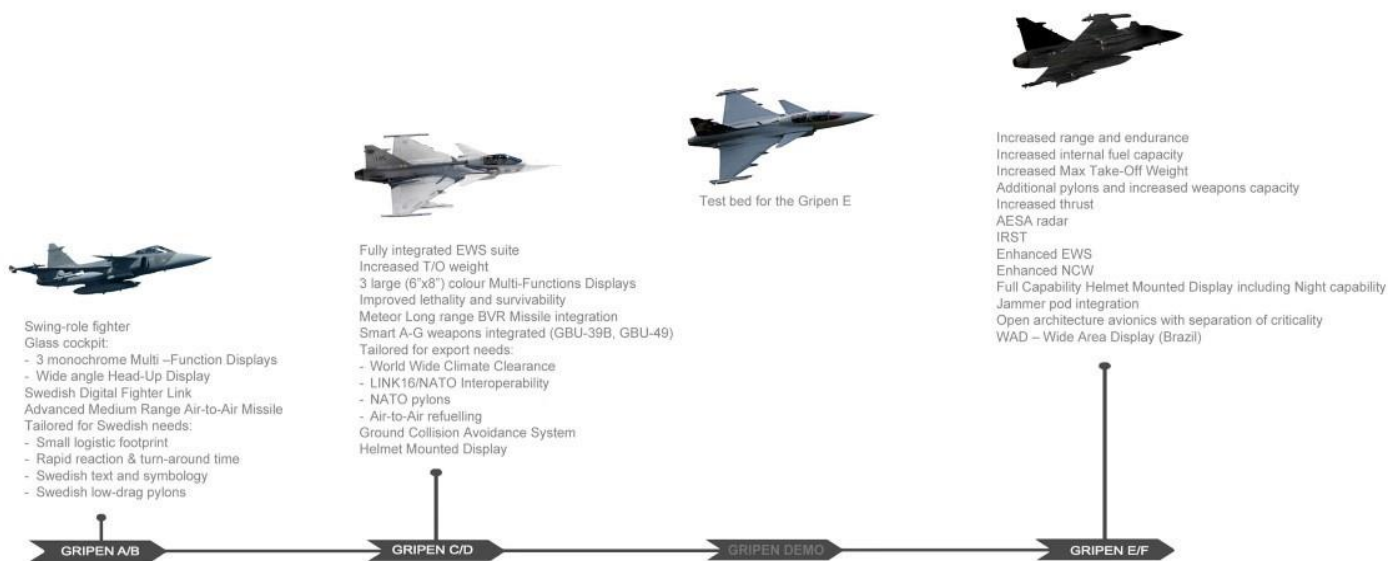 Swing-role fighter
Glass cockpit:
- 3 monochrome Multi –Function Displays
- Wide angle Head-Up Display
Swedish Digital Fighter Link
Advanced Medium Range Air-to-Air Missile
Tailored for Swedish needs:
- Small logistic footprint
- Rapid reaction & turn-around time
- Swedish text and symbology
- Swedish low-drag pylons
GRIPEN A/B
Fully integrated EWS suite
Increased T/O weight
3 large (6"x8") colour Multi-Functions Displays
Improved lethality and survivability
Meteor Long range BVR Missile integration
Smart A-G weapons integrated (GBU-39B, GBU-49)
Tailored for export needs:
- World Wide Climate Clearance
- LINK16/NATO Interoperability
- NATO pylons
- Air-to-Air refuelling
Ground Collision Avoidance System
Helmet Mounted Display
GRIPEN C/D
Test bed for the Gripen E
GRIPEN DEMO
Increased range and endurance
Increased internal fuel capacity
Increased Max Take-Off Weight
Additional pylons and increased weapons capacity
Increased thrust
AESA radar
IRST
Enhanced EWS
Enhanced NCW
Full Capability Helmet Mounted Display including Night capability
Jammer pod integration
Open architecture avionics with separation of criticality
WAD – Wide Area Display (Brazil)
GRIPEN E/F